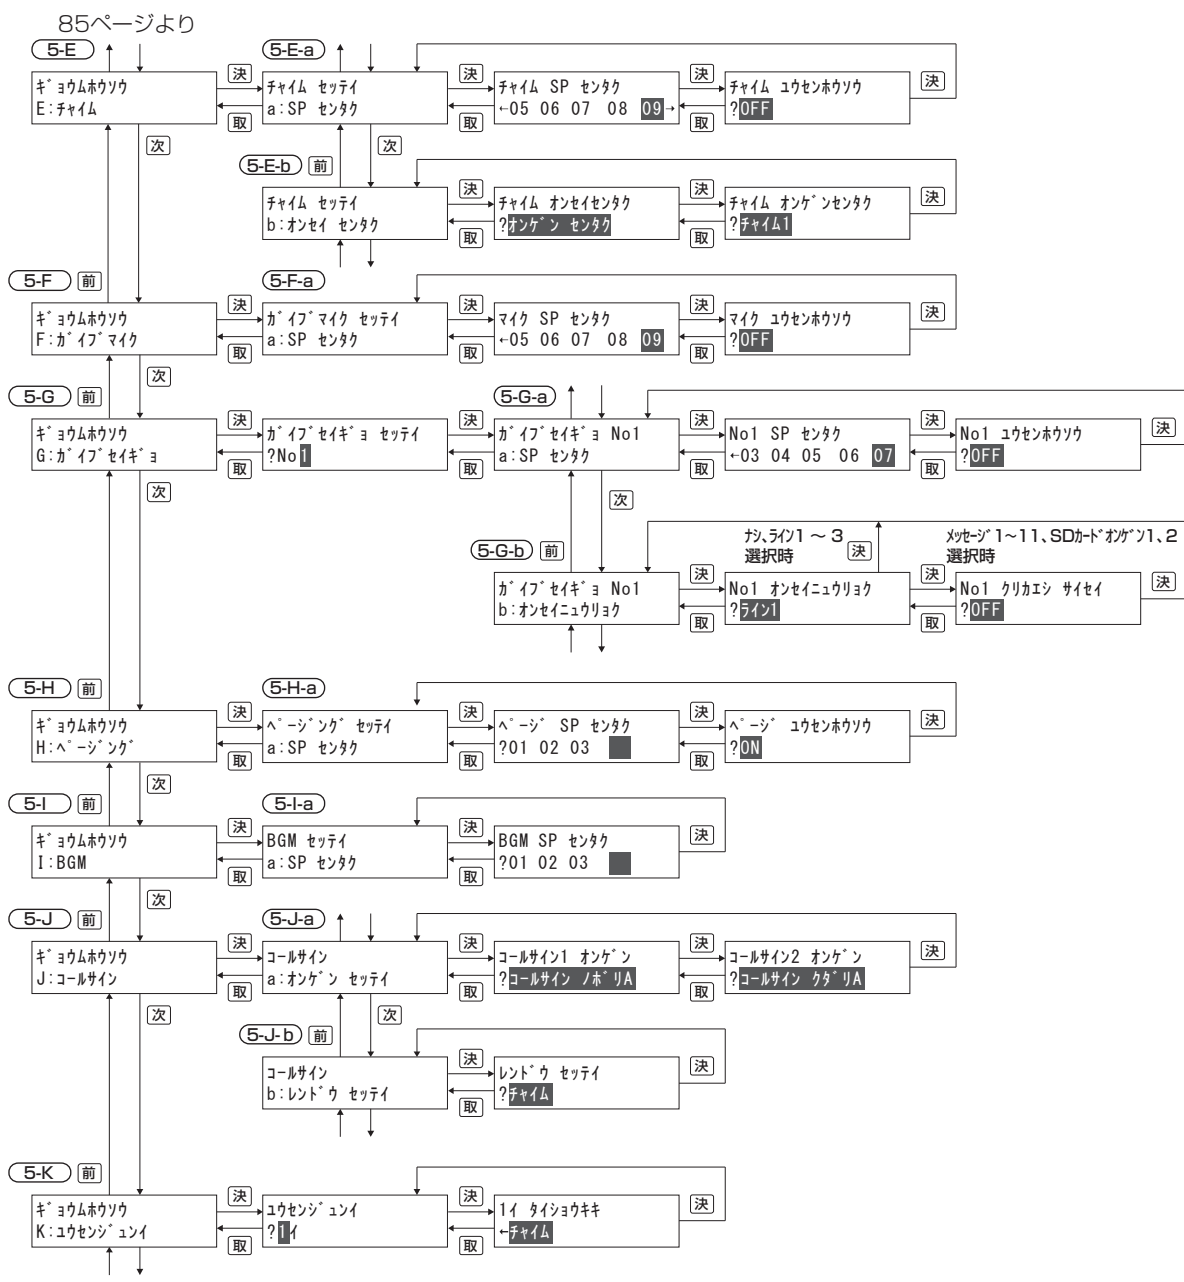 85ページより
5-E
5-E-a
ギョウムホウソウ
E:チャイム
決
取
チャイム セッテイ
a:SP センタク
決
取
チャイム SP センタク
←05 06 07 08 09→
決
取
チャイム ユウセンホウソウ
?OFF
決
次
次
5-E-b 前
チャイム セッテイ
b:オンセイ センタク
決
取
チャイム オンセイセンタク
?オンゲン センタク
決
取
チャイム オンゲンセンタク
?チャイム1
決
5-F 前
5-F-a
ギョウムホウソウ
F:ガイブマイク
決
取
ガイブマイク セッテイ
a:SP センタク
決
取
マイク SP センタク
←05 06 07 08 09
決
取
マイク ユウセンホウソウ
?OFF
決
次
5-G 前
5-G-a
ギョウムホウソウ
G:ガイブセイギョ
決
取
ガイブセイギョ セッテイ
?No1
決
取
ガイブセイギョ No1
a:SP センタク
決
取
No1 SP センタク
←03 04 05 06 07
決
取
No1 ユウセンホウソウ
?OFF
決
次
次
5-G-b 前
ナシ、ライン1 ~ 3
選択時
決
メッセージ1~11、SDカードオンゲン1、2
選択時
ガイブセイギョ No1
b:オンセイニュウリョク
決
取
No1 オンセイニュウリョク
?ライン1
決
取
No1 クリカエシ サイセイ
?OFF
決
5-H 前
5-H-a
ギョウムホウソウ
H:ページング
決
取
ページング セッテイ
a:SP センタク
決
取
ページ SP センタク
?01 02 03
決
取
ページ ユウセンホウソウ
?ON
決
次
5-I 前
5-I-a
ギョウムホウソウ
I:BGM
決
取
BGM セッテイ
a:SP センタク
決
取
BGM SP センタク
?01 02 03
決
次
5-J 前
5-J-a
ギョウムホウソウ
J:コールサイン
決
取
コールサイン
a:オンゲン セッテイ
決
取
コールサイン1 オンゲン
?コールサイン ノボリA
決
取
コールサイン2 オンゲン
?コールサイン クダリA
決
次
次
5-J-b 前
コールサイン
b:レンドウ セッテイ
決
取
レンドウ セッテイ
?チャイム
決
5-K 前
ギョウムホウソウ
K:ユウセンジュンイ
決
取
ユウセンジュンイ
?1イ
決
取
1イ タイショウキキ
←チャイム
決